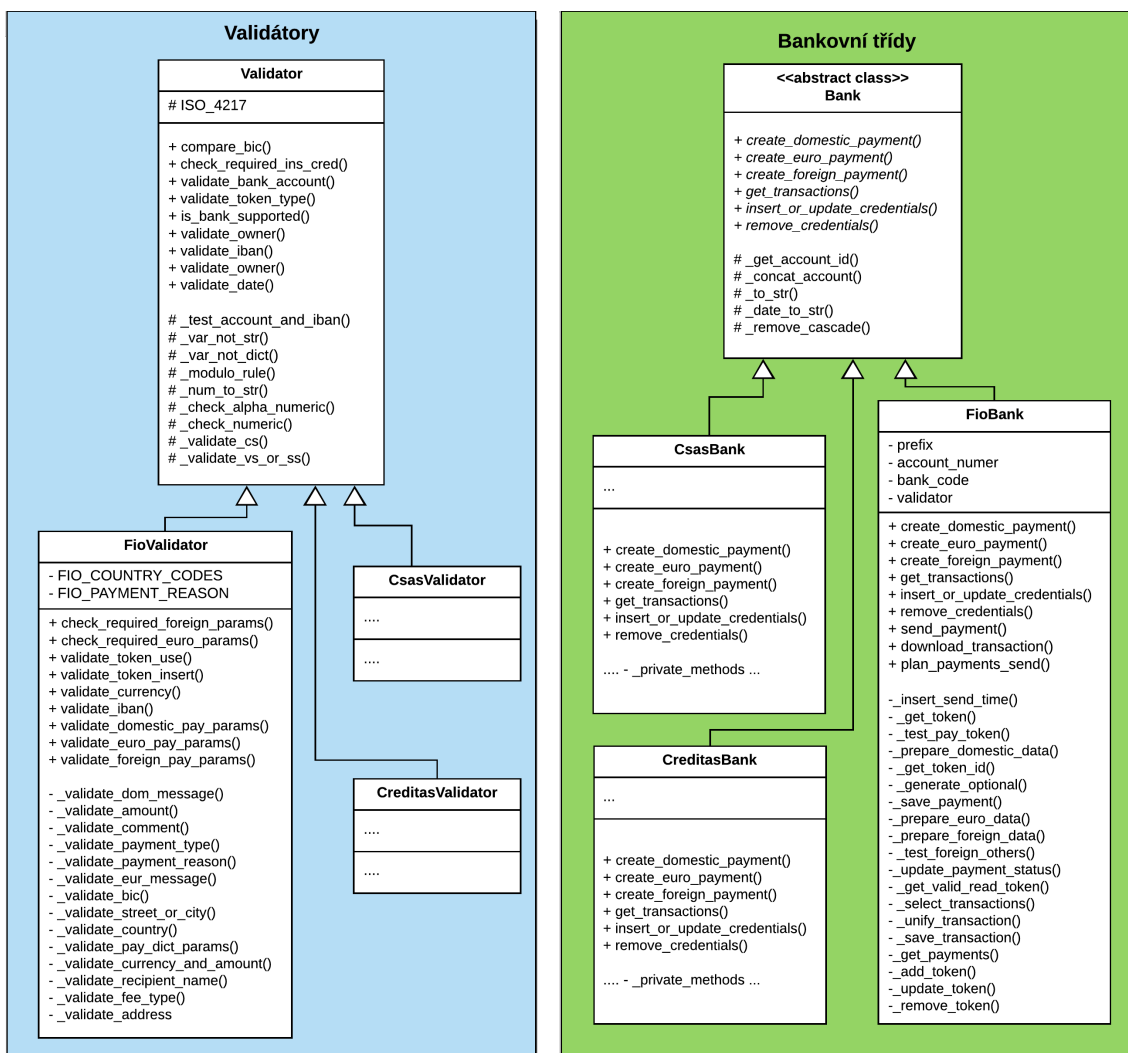 Validátory
Validator
# ISO_4217
+ compare_bic()
+ check_required_ins_cred()
+ validate_bank_account()
+ validate_token_type()
+ is_bank_supported()
+ validate_owner()
+ validate_iban()
+ validate_owner()
+ validate_date()
# _test_account_and_iban()
# _var_not_str()
# _var_not_dict()
# _modulo_rule()
# _num_to_str()
# _check_alpha_numeric()
# _check_numeric()
# _validate_cs()
# _validate_vs_or_ss()
FioValidator
- FIO_COUNTRY_CODES
- FIO_PAYMENT_REASON
+ check_required_foreign_params()
+ check_required_euro_params()
+ validate_token_use()
+ validate_token_insert()
+ validate_currency()
+ validate_iban()
+ validate_domestic_pay_params()
+ validate_euro_pay_params()
+ validate_foreign_pay_params()
- _validate_dom_message()
- _validate_amount()
- _validate_comment()
- _validate_payment_type()
- _validate_payment_reason()
- _validate_eur_message()
- _validate_bic()
- _validate_street_or_city()
- _validate_country()
- _validate_pay_dict_params()
- _validate_currency_and_amount()
- _validate_recipient_name()
- _validate_fee_type()
- _validate_address
CsasValidator
....
....
CreditasValidator
....
....
Bankovní třídy
<<abstract class>>
Bank
+ create_domestic_payment()
+ create_euro_payment()
+ create_foreign_payment()
+ get_transactions()
+ insert_or_update_credentials()
+ remove_credentials()
# _get_account_id()
# _concat_account()
# _to_str()
# _date_to_str()
# _remove_cascade()
CsasBank
...
+ create_domestic_payment()
+ create_euro_payment()
+ create_foreign_payment()
+ get_transactions()
+ insert_or_update_credentials()
+ remove_credentials()
.... - _private_methods ...
CreditasBank
...
+ create_domestic_payment()
+ create_euro_payment()
+ create_foreign_payment()
+ get_transactions()
+ insert_or_update_credentials()
+ remove_credentials()
.... - _private_methods ...
FioBank
- prefix
- account_numer
- bank_code
- validator
+ create_domestic_payment()
+ create_euro_payment()
+ create_foreign_payment()
+ get_transactions()
+ insert_or_update_credentials()
+ remove_credentials()
+ send_payment()
+ download_transaction()
+ plan_payments_send()
-_insert_send_time()
- _get_token()
- _test_pay_token()
- _prepare_domestic_data()
- _get_token_id()
- _generate_optional()
- _save_payment()
- _prepare_euro_data()
- _prepare_foreign_data()
- _test_foreign_others()
- _update_payment_status()
- _get_valid_read_token()
- _select_transactions()
- _unify_transaction()
- _save_transaction()
-_get_payments()
- _add_token()
-_update_token()
-_remove_token()